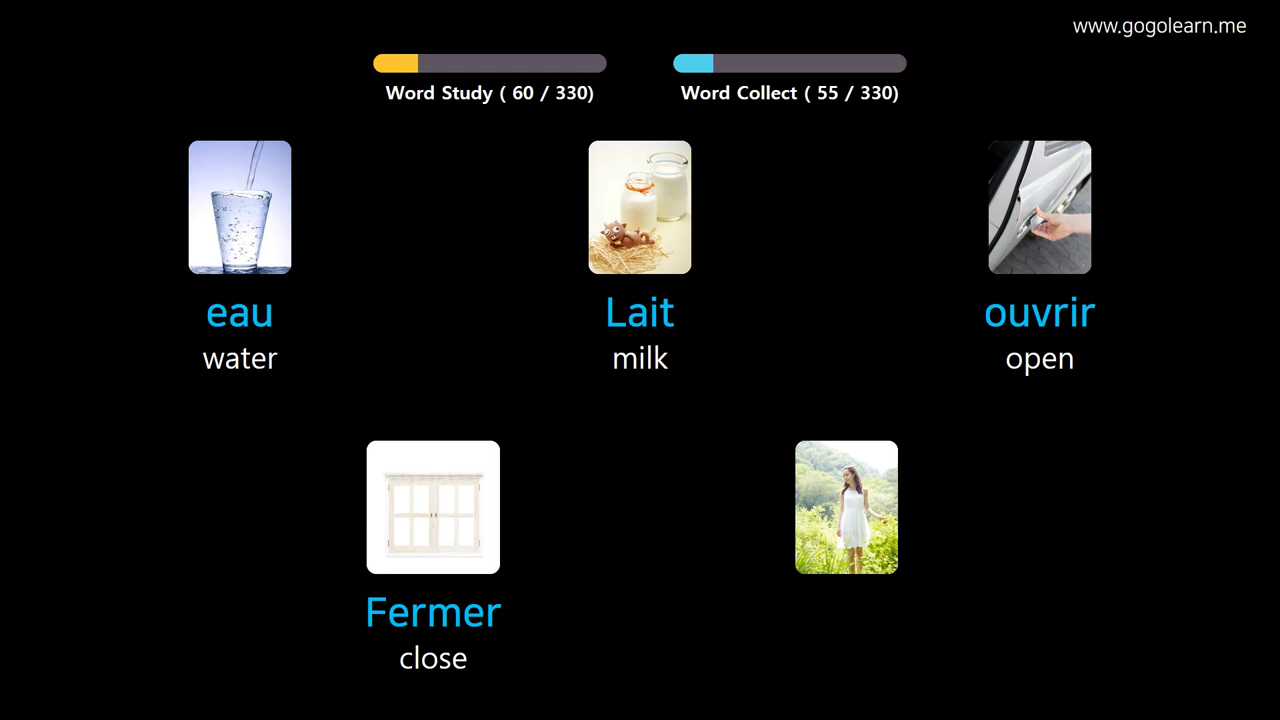 www.gogolearn.me
Word Study ( 60 / 330)
Word Collect ( 55 / 330)
eau
water
Lait
milk
ouvrir
open
Fermer
close